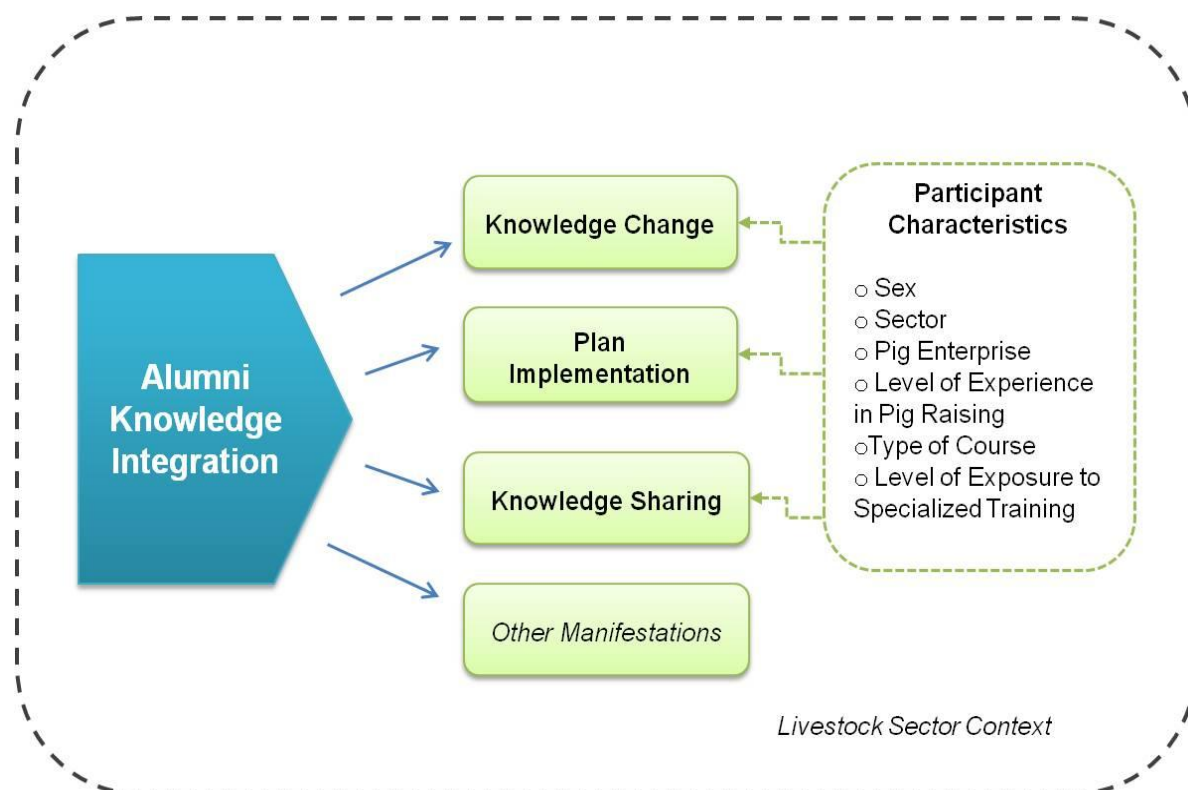 Alumni
Knowledge
Integration
Knowledge Change
Plan
Implementation
Knowledge Sharing
Other Manifestations
Participant
Characteristics
o Sex
o Sector
o Pig Enterprise
o Level of Experience
in Pig Raising
oType of Course
o Level of Exposure to
Specialized Training
Livestock Sector Context